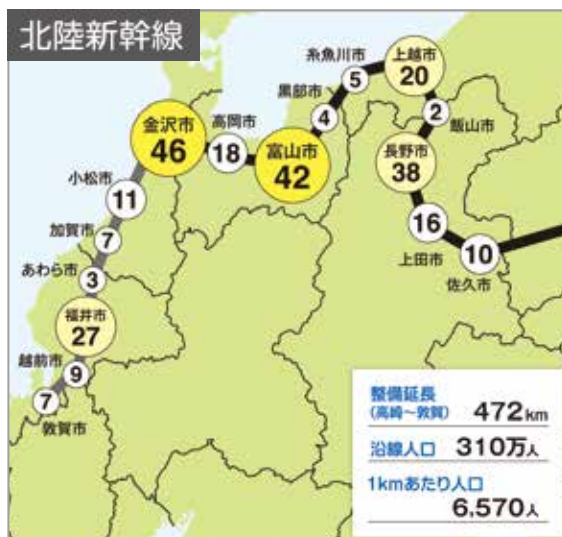 北陸新幹線
糸魚川市
上越市
20
5
黒部市
4
2
飯山市
金沢市
46
高岡市
18
富山市
42
長野市
38
小松市
11
16
上田市
10
佐久市
加賀市
7
あわら市
3
福井市
27
越前市
9
7
敦賀市
整備延長
(高崎~敦賀) 472km
沿線人口 310万人
1kmあたり人口
6,570人